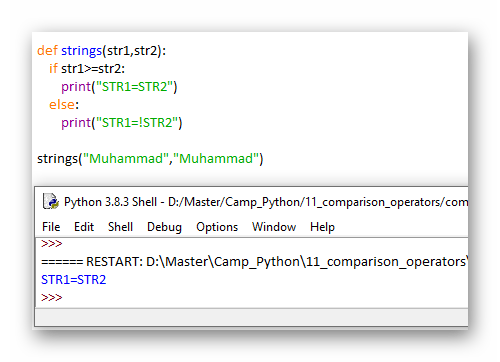 def strings(str1,str2):
if str1>=str2:
print("STR1=STR2")
else:
print("STR1=!STR2")
strings("Muhammad","Muhammad")
Python 3.8.3 Shell - D:/Master/Camp_Python/11_comparison_operators/com
File Edit Shell Debug Options Window Help
>>>
====== RESTART: D:\Master\Camp_Python\11_comparison_operators\
STR1=STR2
>>>